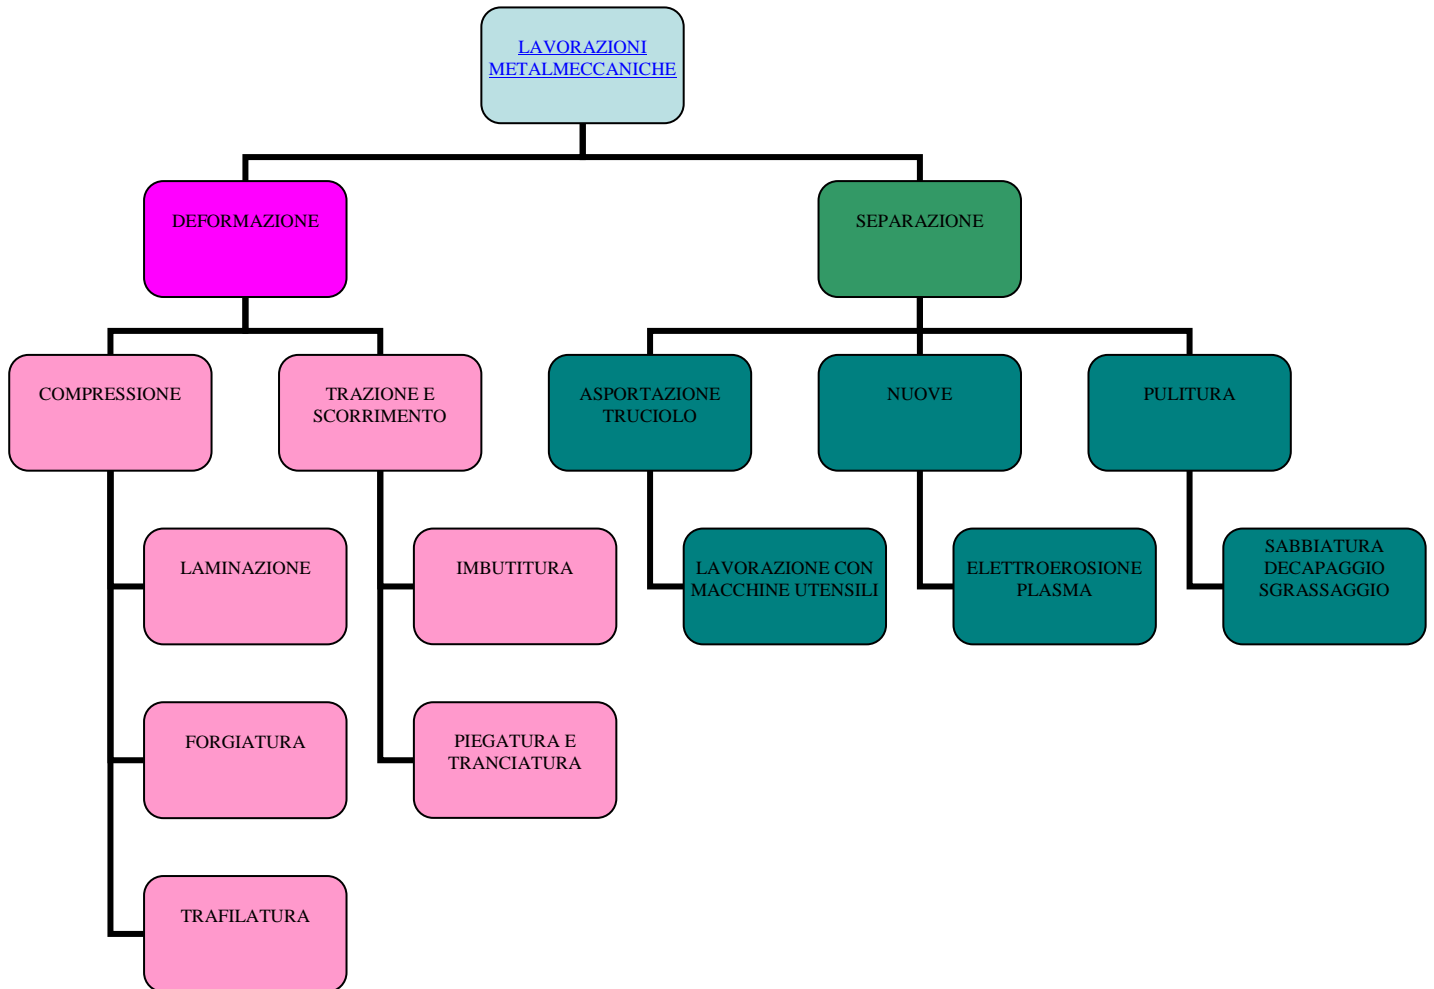 LAVORAZIONI
METALMECCANICHE
DEFORMAZIONE
SEPARAZIONE
COMPRESSIONE
TRAZIONE E
SCORRIMENTO
ASPORTAZIONE
TRUCIOLO
NUOVE
PULITURA
LAMINAZIONE
IMBUTITURA
LAVORAZIONE CON
MACCHINE UTENSILI
ELETTROEROSIONE
PLASMA
SABBIATURA
DECAPAGGIO
SGRASSAGGIO
FORGIATURA
PIEGATURA E
TRANCIATURA
TRAFILATURA